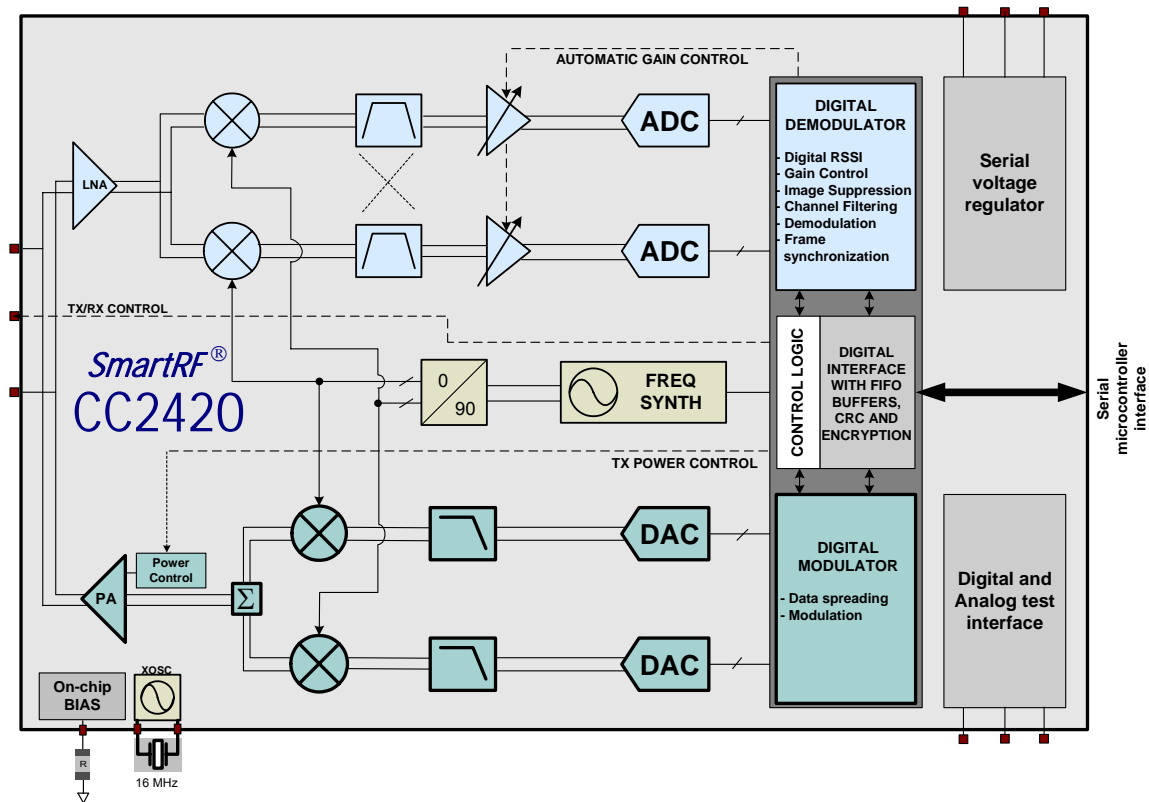 AUTOMATIC GAIN CONTROL
LNA
ADC
ADC
DIGITAL
DEMODULATOR
- Digital RSSI
- Gain Control
- Image Suppression
- Channel Filtering
- Demodulation
- Frame
synchronization
Serial
voltage
regulator
TX/RX CONTROL
SmartRF®
CC2420
0
90
FREQ
SYNTH
CONTROL LOGIC
DIGITAL
INTERFACE
WITH FIFO
BUFFERS,
CRC AND
ENCRYPTION
Serial
microcontroller
interface
TX POWER CONTROL
Power
Control
PA
Σ
DAC
DAC
DIGITAL
MODULATOR
- Data spreading
- Modulation
Digital and
Analog test
interface
On-chip
BIAS
XOSC
R
16 MHz